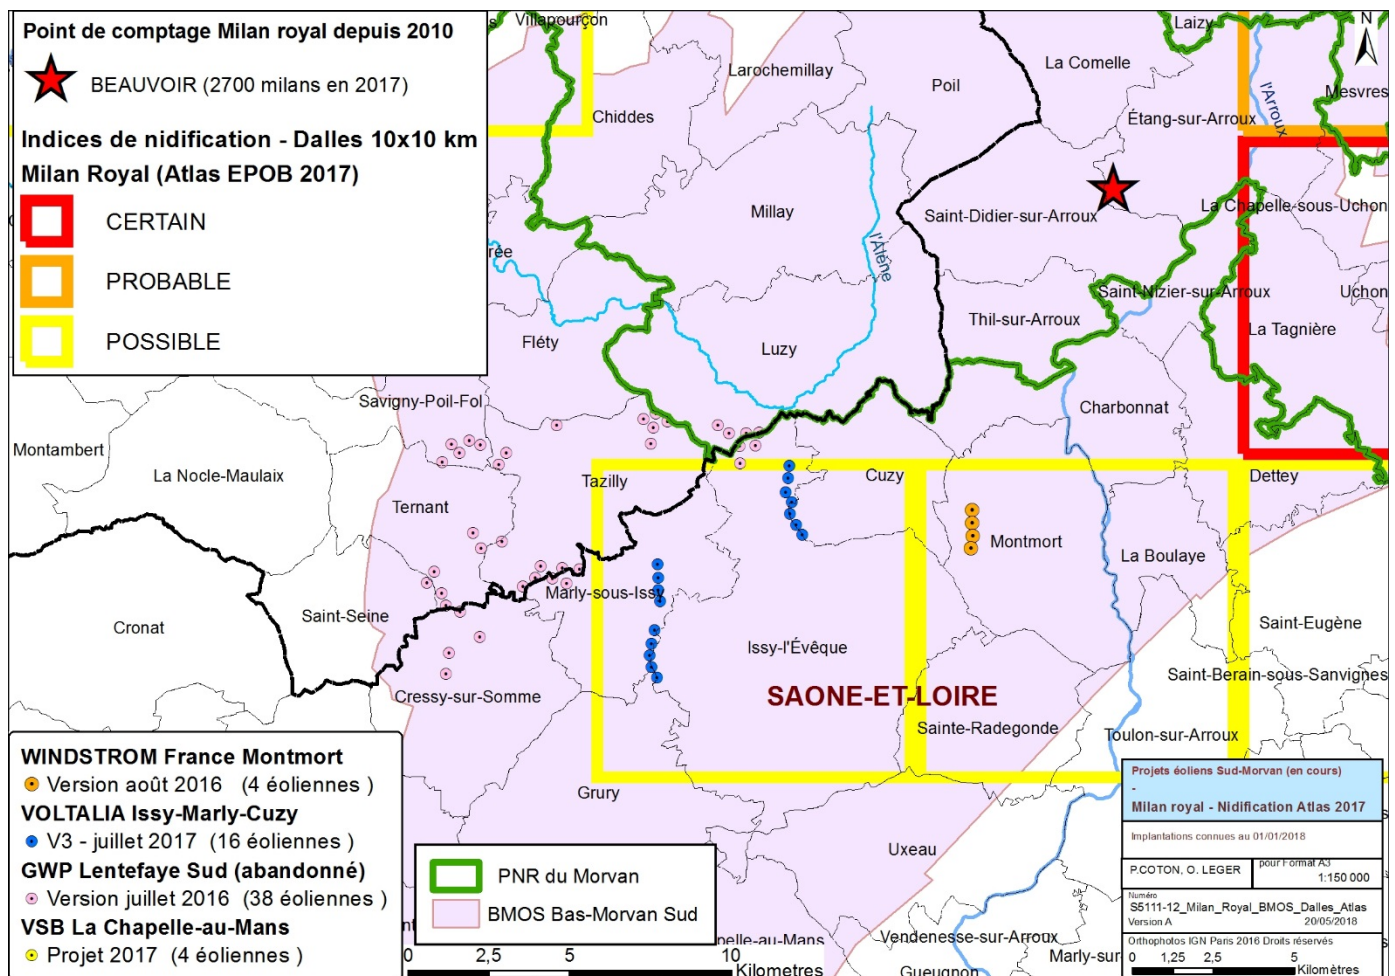 Point de comptage Milan royal depuis 2010
BEAUVOIR (2700 milans en 2017)
Indices de nidification - Dalles 10x10 km
Milan Royal (Atlas EPOB 2017)
CERTAIN
PROBABLE
POSSIBLE
Villapourçon
Laizy
N
La Comelle
Larochemillay
Poil
Mesvres
l'Arroux
Chiddes
Étang-sur-Arroux
Millay
Saint-Didier-sur-Arroux
La Chapelle-sous-Uchon
l'Alène
rée
Saint-Nizier-sur-Arroux
Uchon
Thil-sur-Arroux
La Tagnière
Fléty
Luzy
Savigny-Poil-Fol
Charbonnat
Montambert
La Nocle-Maulaix
Tazilly
Cuzy
Dettey
Ternant
Montmort
La Boulaye
Marly-sous-Issy
Saint-Seine
Cronat
Saint-Eugène
Issy-l'Évêque
Saint-Berain-sous-Sanvignes
SAONE-ET-LOIRE
Cressy-sur-Somme
Sainte-Radegonde
Toulon-sur-Arroux
Grury
Uxeau
WINDSTROM France Montmort
Version août 2016 (4 éoliennes )
VOLTALIA Issy-Marly-Cuzy
V3 - juillet 2017 (16 éoliennes )
GWP Lentefaye Sud (abandonné)
Version juillet 2016 (38 éoliennes )
VSB La Chapelle-au-Mans
Projet 2017 (4 éoliennes )
PNR du Morvan
BMOS Bas-Morvan Sud
pelle-au-Mans
Vendenesse-sur-Arroux
Marly-sur-
Gueugnon
0 2,5 5 10
Kilometres
Projets éoliens Sud-Morvan (en cours)
-
Milan royal - Nidification Atlas 2017
Implantations connues au 01/01/2018
P.COTON, O. LEGER
pour Format A3
1:150 000
Numéro
S5111-12_Milan_Royal_BMOS_Dalles_Atlas
Version A 20/05/2018
Orthophotos IGN Paris 2016 Droits réservés
0 1,25 2,5 5
Kilomètres